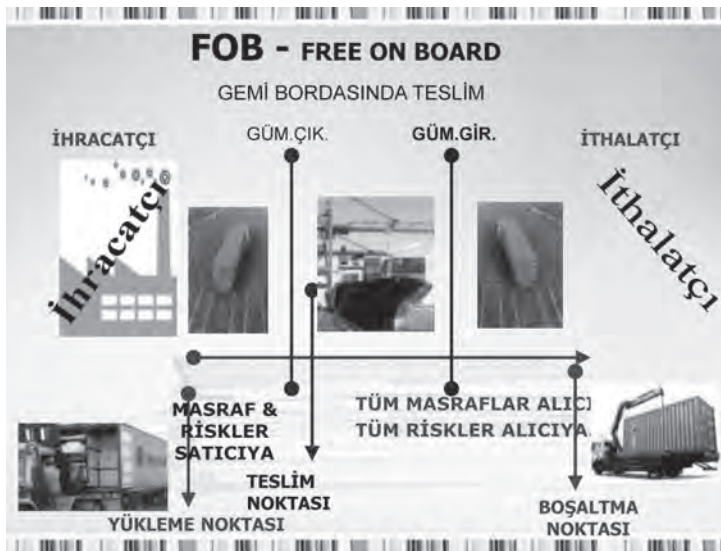 FOB - FREE ON BOARD
GEMİ BORDASINDA TESLİM
İHRACATÇI
GÜM.ÇIK.
GÜM.GİR.
İTHALATÇI
İhracatçı
İthalatçı
MASRAF &
RİSKLER
SATICIYA
TÜM MASRAFLAR ALICI
TÜM RİSKLER ALICIYA
TESLİM
NOKTASI
YÜKLEME NOKTASI
BOŞALTMA
NOKTASI